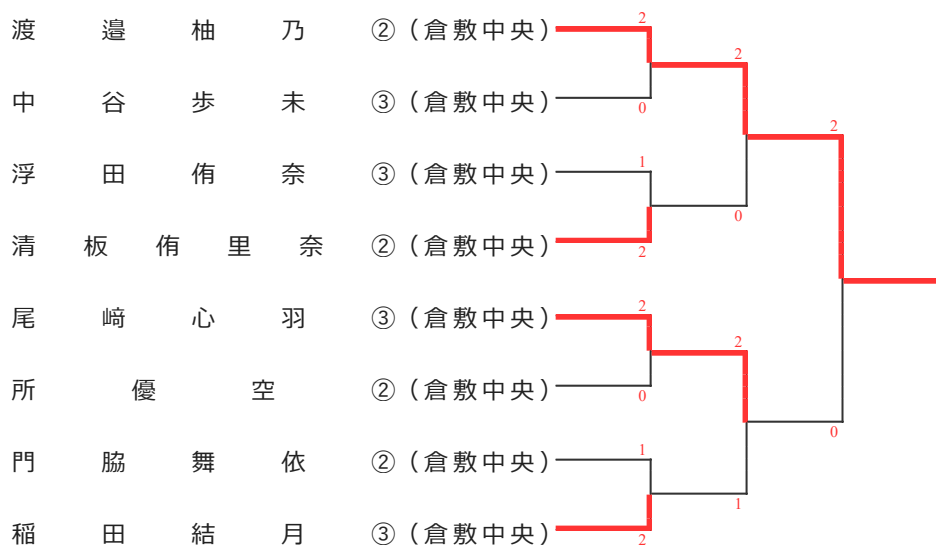 渡邉柚乃 ②（倉敷中央） 2
2
中谷歩未 ③（倉敷中央） 0
2
浮田侑奈 ③（倉敷中央） 1
0
清板侑里奈 ②（倉敷中央） 2
尾﨑心羽 ③（倉敷中央） 2
2
所優空 ②（倉敷中央） 0
0
門脇舞依 ②（倉敷中央） 1
1
稲田結月 ③（倉敷中央） 2